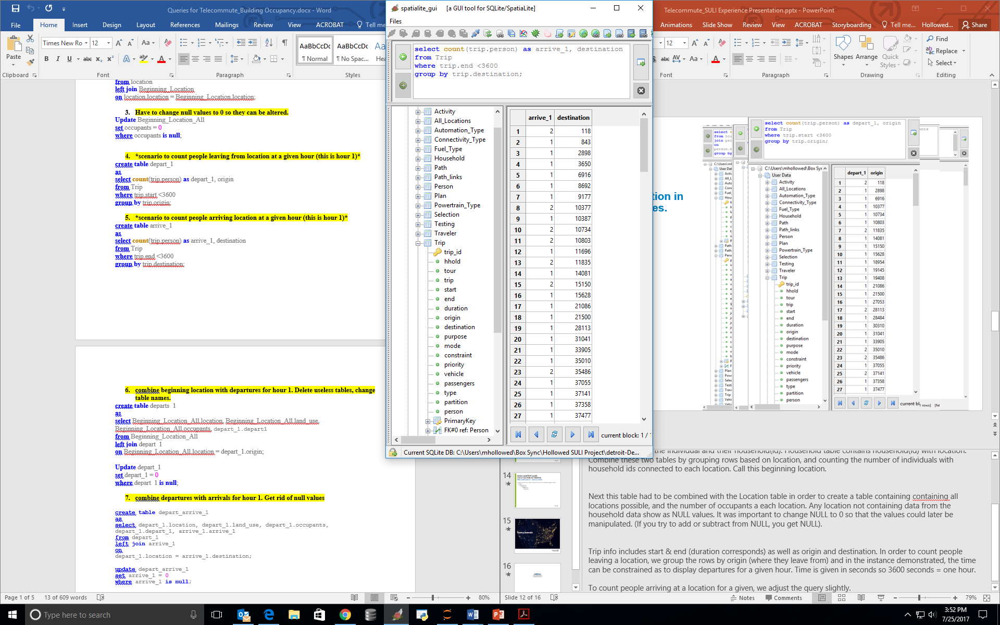 Queries for Telecommute_Building Occupancy.docx - Word
File Home Insert Design Layout References Mailings Review View ACROBAT Tell me
Times New Ro 12
Paste
AaBbCcDc AaBbCcDc
¶ Normal ¶ No Spac...
Clipboard Font Paragraph Styles
from location
left join Beginning_Location
on location.location = Beginning_Location.location;
3. Have to change null values to 0 so they can be altered.
Update Beginning_Location_All
set occupants = 0
where occupants is null;
4. *scenario to count people leaving from location at a given hour (this is hour 1)*
create table depart_1
as
select count(trip.person) as depart_1, origin
from Trip
where trip.start <3600
group by trip.origin;
5. *scenario to count people arriving location at a given hour (this is hour 1)*
create table arrive_1
as
select count(trip.person) as arrive_1, destination
from Trip
where trip.end <3600
group by trip.destination;
6. combine beginning location with departures for hour 1. Delete useless tables, change
table names.
create table departs_1
as
select Beginning_Location_All.location, Beginning_Location_All.land_use,
Beginning_Location_All.occupants, depart_1.depart1
from Beginning_Location_All
left join depart_1
on Beginning_Location_All.location = depart_1.origin;
Update depart_1
set depart_1 = 0
where depart_1 is null;
7. combine departures with arrivals for hour 1. Get rid of null values
create table depart_arrive_1
as
select depart_1.location, depart_1.land_use, depart_1.occupants,
depart_1.depart_1, arrive_1.arrive_1
from depart_1
left join arrive_1
on
depart_1.location = arrive_1.destination;
update depart_arrive_1
set arrive_1 = 0
where arrive_1 is null;
Page 1 of 5 13 of 609 words 80%
spatialite_gui [a GUI tool for SQLite/SpatiaLite]
Files
select count(trip.person) as arrive_1, destination
from Trip
where trip.end <3600
group by trip.destination;
Activity
All_Locations
Automation_Type
Connectivity_Type
Fuel_Type
Household
Path
Path_links
Person
Plan
Powertrain_Type
Selection
Testing
Traveler
Trip
trip_id
hhold
tour
trip
start
end
duration
origin
destination
purpose
mode
constraint
priority
vehicle
passengers
type
partition
person
PrimaryKey
FK#0 ref: Person
arrive_1 destination
1 2 118
2 1 843
3 1 2898
4 1 3650
5 1 6916
6 1 8692
7 1 9177
8 2 10377
9 1 10387
10 2 10734
11 2 10803
12 1 11696
13 2 11835
14 1 14081
15 2 15150
16 1 15628
17 1 21086
18 1 21500
19 1 28113
20 1 31041
21 1 33905
22 1 35010
23 2 35486
24 1 37055
25 1 37141
26 1 37358
27 1 37477
current block: 1 /
Current SQLite DB: C:\Users\mhollowed\Box Sync\Hollowed SULI Project\detroit-De...
Telecommute_SULI Experience Presentation.pptx - PowerPoint
Animations Slide Show Review View ACROBAT Storyboarding Tell me... Hollowed... Share
12
Shapes Arrange Quick Styles
Find
Replace
Select
Font Paragraph Drawing Editing
tion in
es.
select count(trip.person) as depart_1, origin
from Trip
where trip.start <3600
group by trip.origin;
C:\Users\mhollowed\Box Syn
User Data
Activity
All_Locations
Automation_Type
Connectivity_Type
Fuel_Type
Household
Path
Path_links
Person
Plan
Powertrain_Type
Selection
Testing
Traveler
Trip
trip_id
hhold
tour
trip
start
end
duration
origin
destination
purpose
mode
constraint
priority
vehicle
passengers
type
partition
person
depart_1 origin
1 2 118
2 1 2898
3 1 6916
4 1 10377
5 1 10734
6 1 10803
7 2 11835
8 1 14081
9 1 15150
10 1 15628
11 1 18954
12 1 19145
13 1 19408
14 1 21086
15 1 21500
16 1 27053
17 2 28113
18 1 28484
19 1 30310
20 1 31041
21 1 33905
22 2 35010
23 2 35486
24 1 37055
25 2 37141
26 1 37358
27 1 37477
current bl
14
15
16
the individual and their household(id). Household table contains household(id) with location.
Combine these two tables by grouping rows based on location, and counting the number of individuals with
household ids connected to each location. Call this beginning location.
Next this table had to be combined with the Location table in order to create a table containing containing all
locations possible, and the number of occupants a each location. Any location not containing data from the
household data show as NULL values. It was important to change NULL to 0 so that the values could later be
manipulated. (If you try to add or subtract from NULL, you get NULL).
Trip info includes start & end (duration corresponds) as well as origin and destination. In order to count people
leaving a location, we group the rows by origin (where they leave from) and in the instance demonstrated, the time
can be constrained as to display departures for a given hour. Time is given in seconds so 3600 seconds = one hour.
To count people arriving at a location for a given, we adjust the query slightly.
Slide 12 of 16 Notes Comments 79%
Type here to search
3:52 PM
7/25/2017